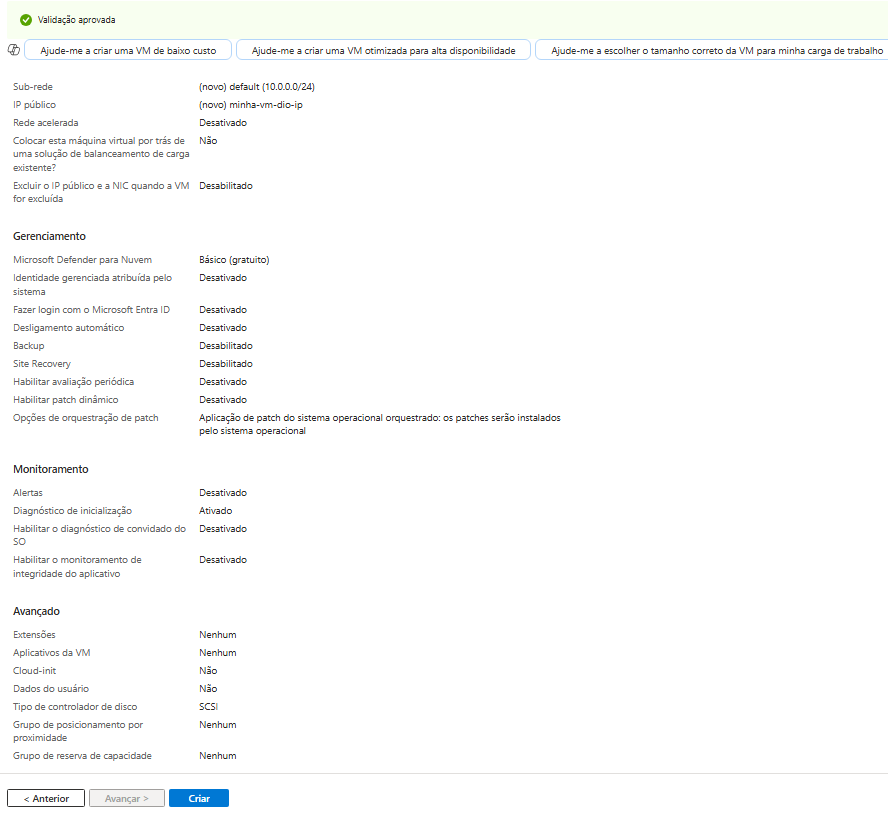 Validação aprovada
Ajude-me a criar uma VM de baixo custo
Ajude-me a criar uma VM otimizada para alta disponibilidade
Ajude-me a escolher o tamanho correto da VM para minha carga de trabalho
Sub-rede (novo) default (10.0.0.0/24)
IP público (novo) minha-vm-dio-ip
Rede acelerada Desativado
Colocar esta máquina virtual por trás de Não
uma solução de balanceamento de carga
existente?
Excluir o IP público e a NIC quando a VM Desabilitado
for excluída
Gerenciamento
Microsoft Defender para Nuvem Básico (gratuito)
Identidade gerenciada atribuída pelo Desativado
sistema
Fazer login com o Microsoft Entra ID Desativado
Desligamento automático Desativado
Backup Desabilitado
Site Recovery Desabilitado
Habilitar avaliação periódica Desativado
Habilitar patch dinâmico Desativado
Opções de orquestração de patch Aplicação de patch do sistema operacional orquestrado: os patches serão instalados
pelo sistema operacional
Monitoramento
Alertas Desativado
Diagnóstico de inicialização Ativado
Habilitar o diagnóstico de convidado do Desativado
SO
Habilitar o monitoramento de Desativado
integridade do aplicativo
Avançado
Extensões Nenhum
Aplicativos da VM Nenhum
Cloud-init Não
Dados do usuário Não
Tipo de controlador de disco SCSI
Grupo de posicionamento por Nenhum
proximidade
Grupo de reserva de capacidade Nenhum
< Anterior
Avançar >
Criar